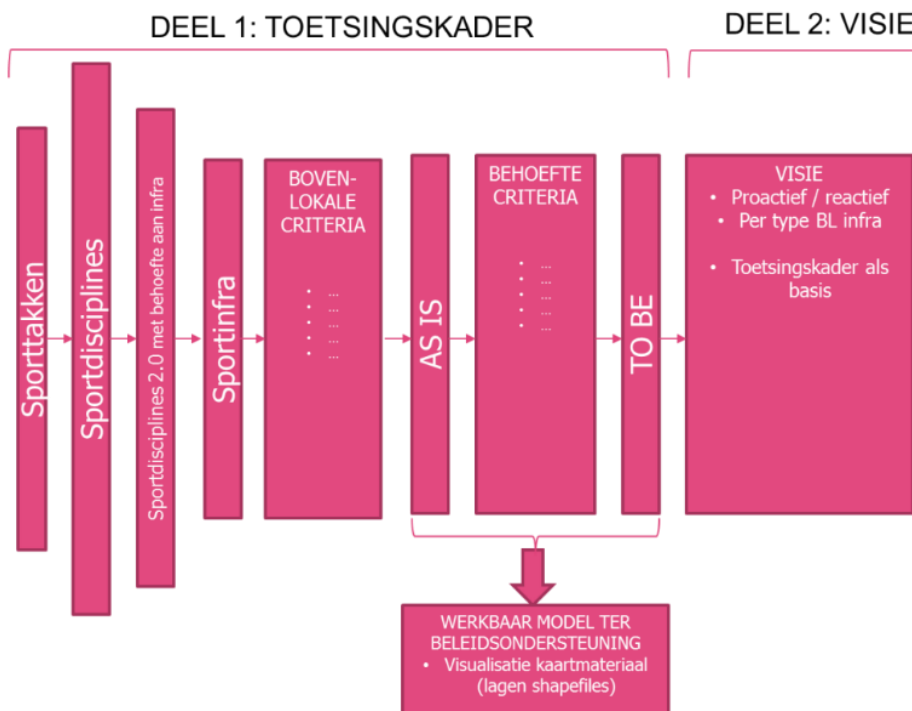 DEEL 1: TOETSINGSKADER
DEEL 2: VISIE
Sporttakken
Sportdisciplines
Sportdisciplines 2.0 met behoefte aan infra
Sportinfra
BOVEN-
LOKALE
CRITERIA
• ...
• ...
• ...
• ...
• ...
AS IS
BEHOEFTE
CRITERIA
• ...
• ...
• ...
• ...
• ...
TO BE
VISIE
• Proactief / reactief
• Per type BL infra
• Toetsingskader als
basis
WERKBAAR MODEL TER
BELEIDSONDERSTEUNING
• Visualisatie kaartmateriaal
(lagen shapefiles)